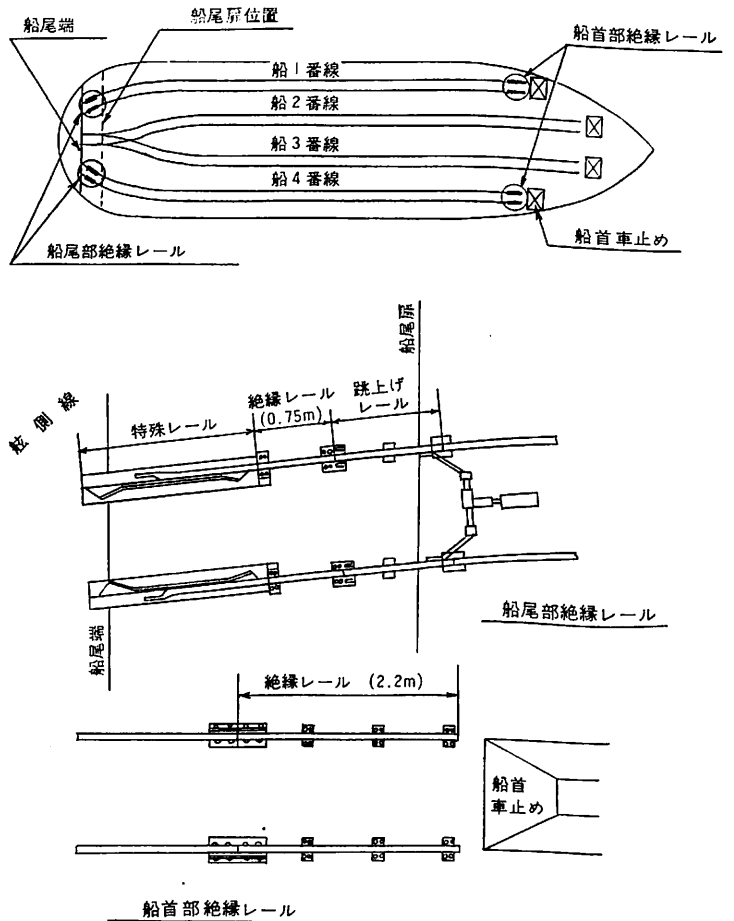 船尾端
船尾扉位置
船首部絶縁レール
船1番線
船2番線
船3番線
船4番線
船尾部絶縁レール
船首車止め
船尾扉
舷側線
特殊レール
絶縁レール
(0.75m)
跳上げ
レール
船尾部絶縁レール
船尾端
絶縁レール (2.2m)
船首
車止め
船首部絶縁レール